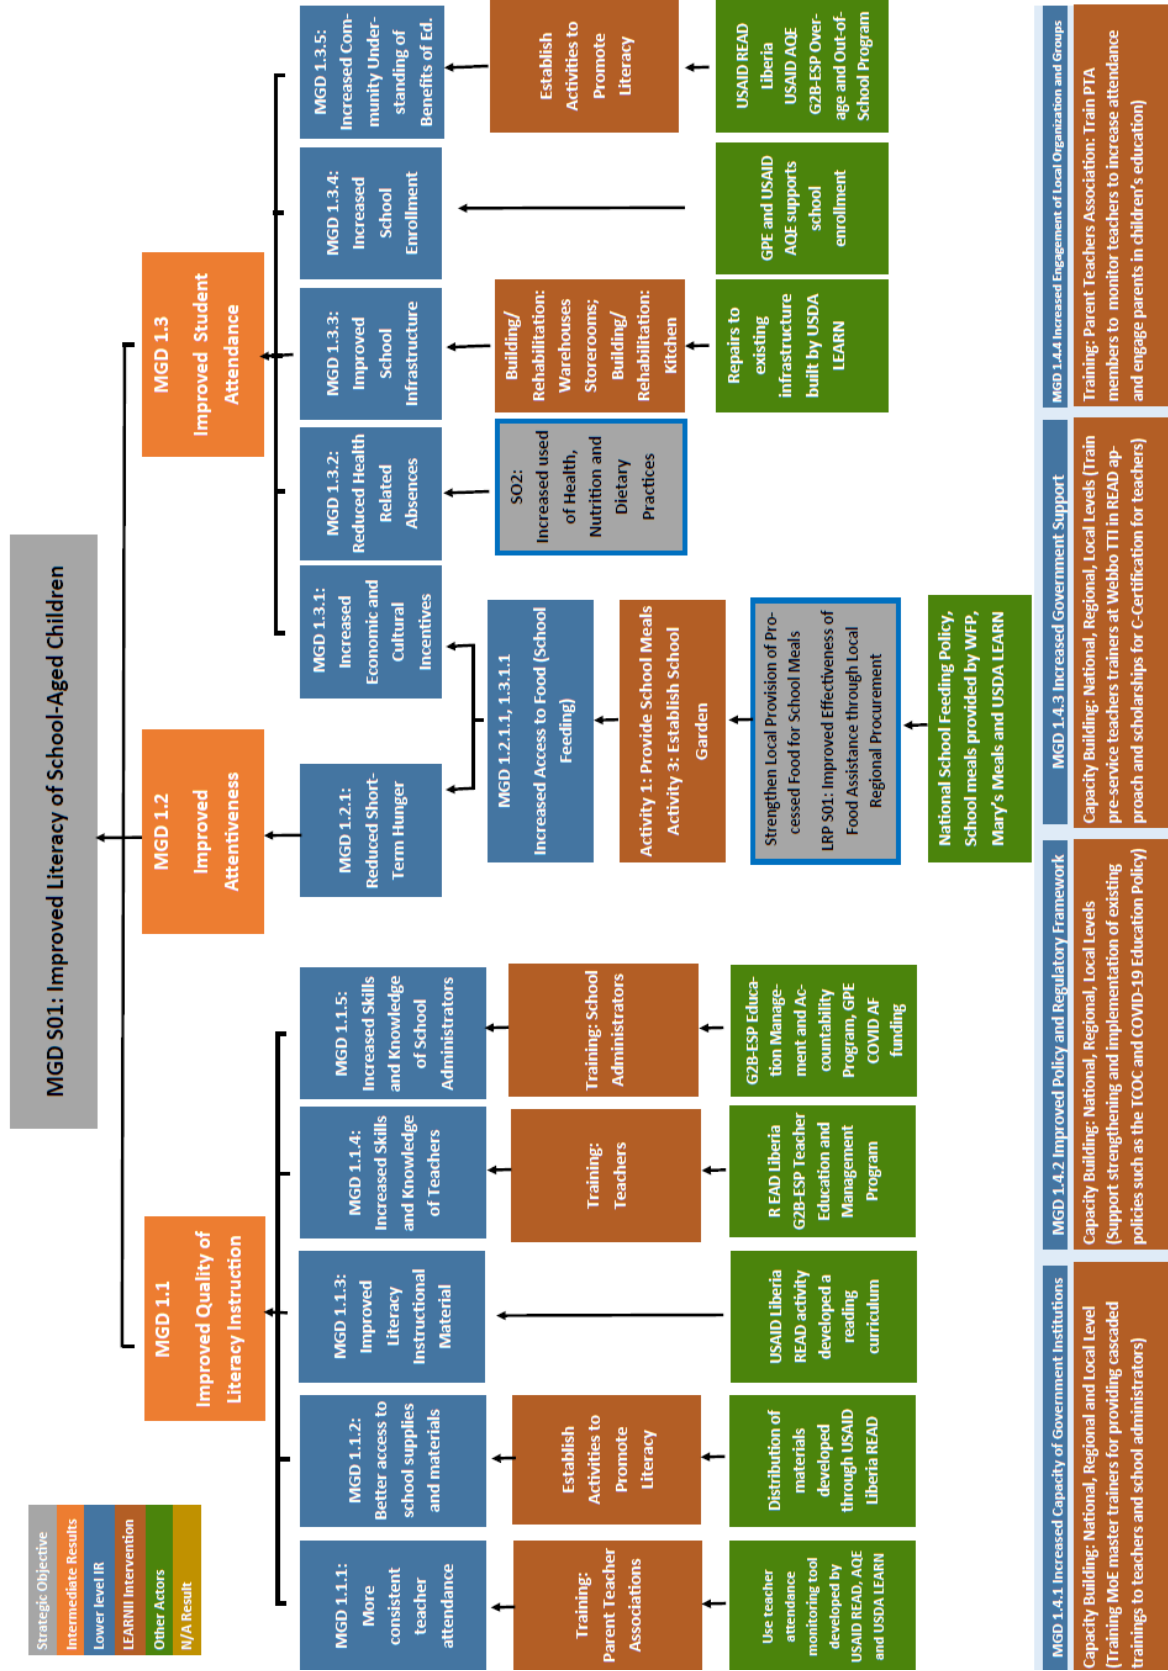 MGD S01: Improved Literacy of School-Aged Children
Strategic Objective
Intermediate Results
Lower level IR
LEARNII Intervention
Other Actors
N/A Result
MGD 1.1
Improved Quality of
Literacy Instruction
MGD 1.2
Improved
Attentiveness
MGD 1.3
Improved Student
Attendance
MGD 1.1.1:
More
consistent
teacher
attendance
MGD 1.1.2:
Better access to
school supplies
and materials
MGD 1.1.3:
Improved
Literacy
Instructional
Material
MGD 1.1.4:
Increased Skills
and Knowledge
of Teachers
MGD 1.1.5:
Increased Skills
and Knowledge
of School
Administrators
MGD 1.2.1:
Reduced Short-
Term Hunger
MGD 1.3.1:
Increased
Economic and
Cultural
Incentives
MGD 1.3.2:
Reduced Health
Related
Absences
MGD 1.3.3:
Improved
School
Infrastructure
MGD 1.3.4:
Increased
School
Enrollment
MGD 1.3.5:
Increased Com-
munity Under-
standing of
Benefits of Ed.
Training:
Parent Teacher
Associations
Establish
Activities to
Promote
Literacy
Training:
Teachers
Training: School
Administrators
MGD 1.2.1.1, 1.3.1.1
Increased Access to Food (School
Feeding)
SO2:
Increased used
of Health,
Nutrition and
Dietary
Practices
Building/
Rehabilitation:
Warehouses
Storerooms;
Building/
Rehabilitation:
Kitchen
Establish
Activities to
Promote
Literacy
Activity 1: Provide School Meals
Activity 3: Establish School
Garden
Use teacher
attendance
monitoring tool
developed by
USAID READ, AQE
and USDA LEARN
Distribution of
materials
developed
through USAID
Liberia READ
USAID Liberia
READ activity
developed a
reading
curriculum
R EAD Liberia
G2B-ESP Teacher
Education and
Management
Program
G2B-ESP Educa-
tion Manage-
ment and Ac-
countability
Program, GPE
COVID AF
funding
Strengthen Local Provision of Pro-
cessed Food for School Meals
LRP S01: Improved Effectiveness of
Food Assistance through Local
Regional Procurement
Repairs to
existing
infrastructure
built by USDA
LEARN
GPE and USAID
AQE supports
school
enrollment
USAID READ
Liberia
USAID AQE
G2B-ESP Over-
age and Out-of-
School Program
National School Feeding Policy,
School meals provided by WFP,
Mary's Meals and USDA LEARN
MGD 1.4.1 Increased Capacity of Government Institutions
Capacity Building: National, Regional and Local Level
(Training MoE master trainers for providing cascaded
trainings to teachers and school administrators)
MGD 1.4.2 Improved Policy and Regulatory Framework
Capacity Building: National, Regional, Local Levels
(Support strengthening and implementation of existing
policies such as the TCOC and COVID-19 Education Policy)
MGD 1.4.3 Increased Government Support
Capacity Building: National, Regional, Local Levels (Train
pre-service teachers trainers at Webbo TTI in READ ap-
proach and scholarships for C-Certification for teachers)
MGD 1.4.4 Increased Engagement of Local Organization and Groups
Training: Parent Teachers Association: Train PTA
members to monitor teachers to increase attendance
and engage parents in children's education)